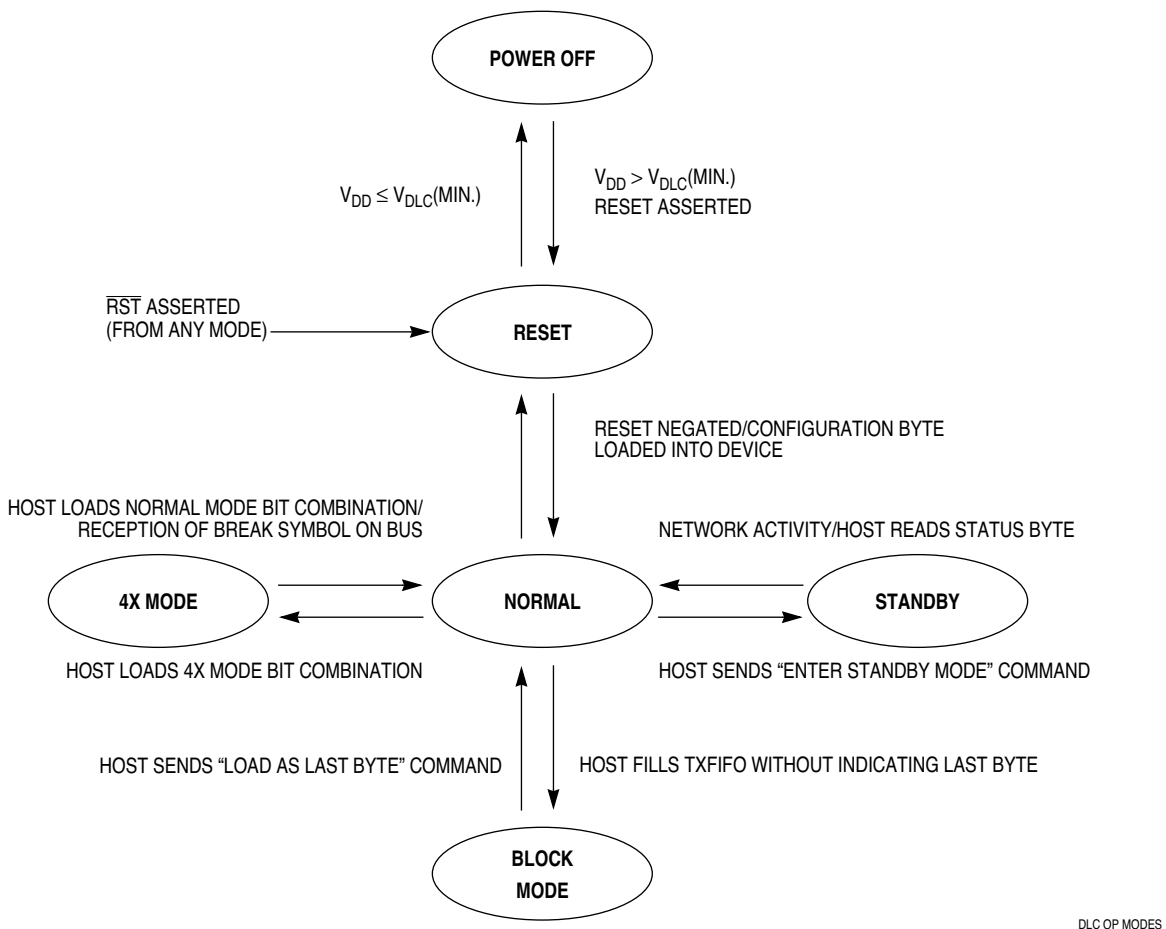 POWER OFF
V_DD ≤ V_DLC(MIN.)
V_DD > V_DLC(MIN.)
RESET ASSERTED
R̅S̅T̅ ASSERTED
(FROM ANY MODE)
RESET
RESET NEGATED/CONFIGURATION BYTE
LOADED INTO DEVICE
HOST LOADS NORMAL MODE BIT COMBINATION/
RECEPTION OF BREAK SYMBOL ON BUS
NETWORK ACTIVITY/HOST READS STATUS BYTE
4X MODE
NORMAL
STANDBY
HOST LOADS 4X MODE BIT COMBINATION
HOST SENDS “ENTER STANDBY MODE” COMMAND
HOST SENDS “LOAD AS LAST BYTE” COMMAND
HOST FILLS TXFIFO WITHOUT INDICATING LAST BYTE
BLOCK
MODE
DLC OP MODES